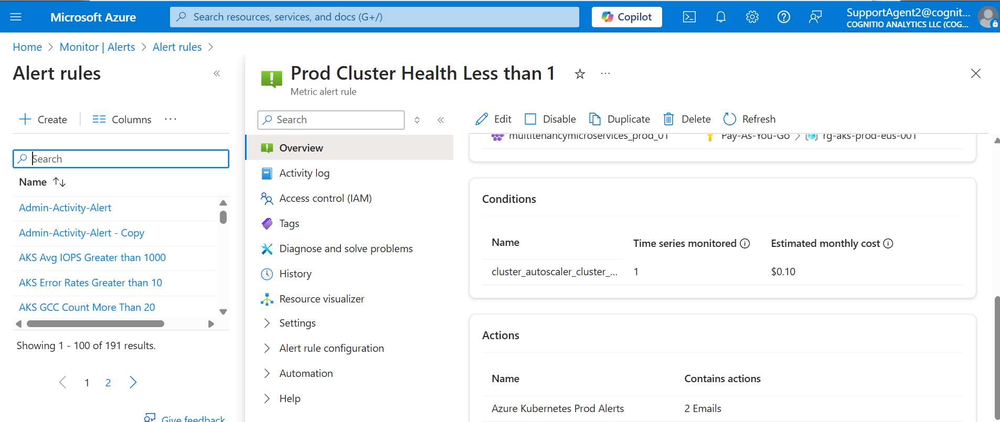 Microsoft Azure
Search resources, services, and docs (G+/)
Copilot
SupportAgent2@cognit...
COGNITIO ANALYTICS LLC (COG...
Home > Monitor | Alerts > Alert rules >
Alert rules
Create
Columns
Search
Name
Admin-Activity-Alert
Admin-Activity-Alert - Copy
AKS Avg IOPS Greater than 1000
AKS Error Rates Greater than 10
AKS GCC Count More Than 20
Showing 1 - 100 of 191 results.
1 2
Give feedback
Prod Cluster Health Less than 1
Metric alert rule
Search
Overview
Activity log
Access control (IAM)
Tags
Diagnose and solve problems
History
Resource visualizer
Settings
Alert rule configuration
Automation
Help
Edit Disable Duplicate Delete Refresh
multitenancymicroservices_prod_01 Pay-As-You-Go > rg-aks-prod-eus-001
Conditions
Name Time series monitored Estimated monthly cost
cluster_autoscaler_cluster_... 1 $0.10
Actions
Name Contains actions
Azure Kubernetes Prod Alerts 2 Emails